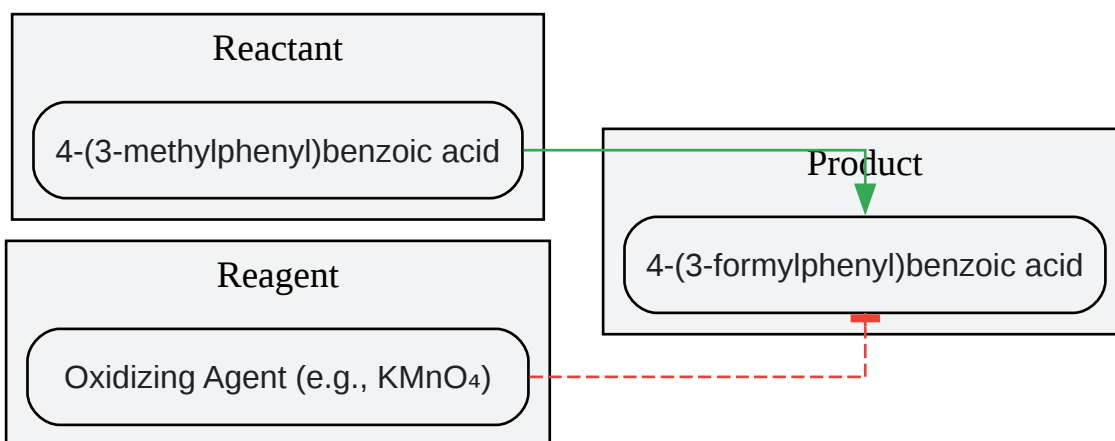 Reactant
4-(3-methylphenyl)benzoic acid
Product
4-(3-formylphenyl)benzoic acid
Reagent
Oxidizing Agent (e.g., KMnO₄)